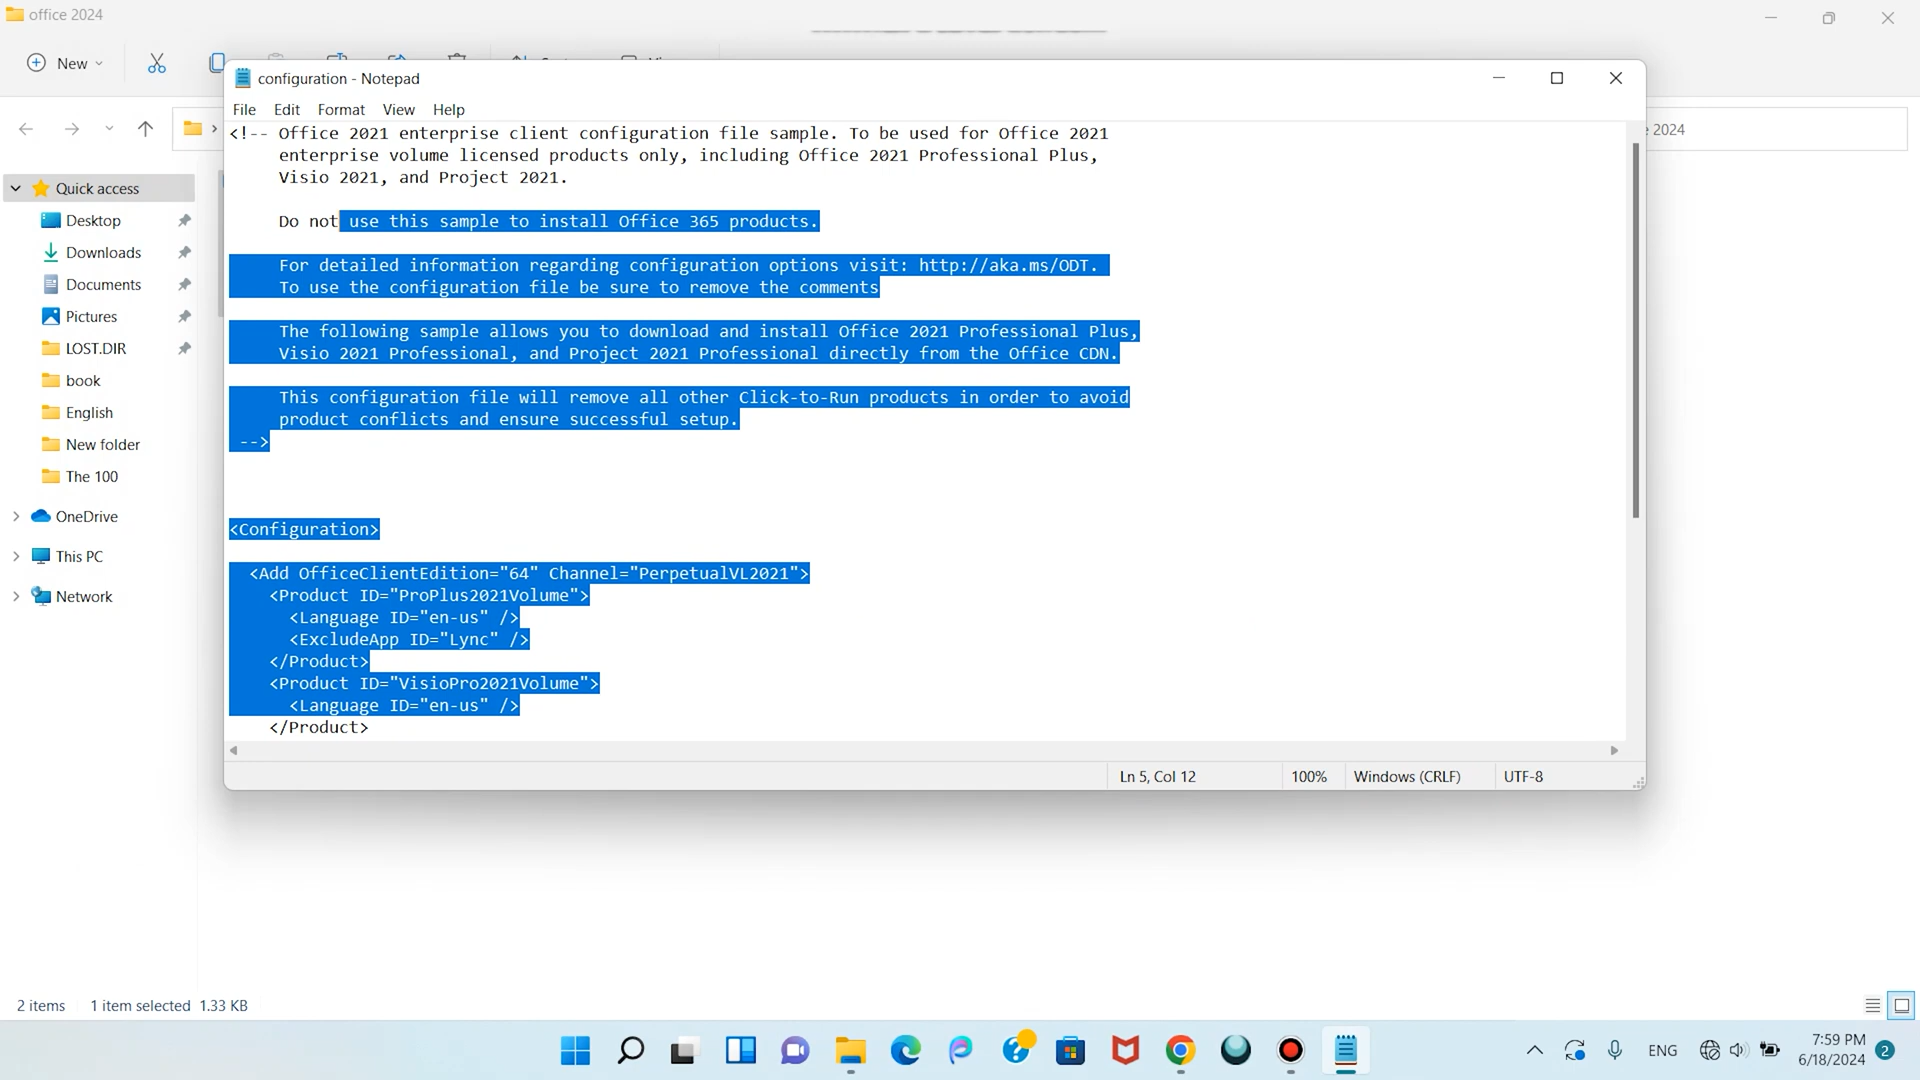 office 2024
New
configuration - Notepad
File Edit Format View Help
<!-- Office 2021 enterprise client configuration file sample. To be used for Office 2021
enterprise volume licensed products only, including Office 2021 Professional Plus,
Visio 2021, and Project 2021.
Do not use this sample to install Office 365 products.
For detailed information regarding configuration options visit: http://aka.ms/ODT.
To use the configuration file be sure to remove the comments
The following sample allows you to download and install Office 2021 Professional Plus,
Visio 2021 Professional, and Project 2021 Professional directly from the Office CDN.
This configuration file will remove all other Click-to-Run products in order to avoid
product conflicts and ensure successful setup.
-->
<Configuration>
<Add OfficeClientEdition="64" Channel="PerpetualVL2021">
<Product ID="ProPlus2021Volume">
<Language ID="en-us" />
<ExcludeApp ID="Lync" />
</Product>
<Product ID="VisioPro2021Volume">
<Language ID="en-us" />
</Product>
Ln 5, Col 12 100% Windows (CRLF) UTF-8
2024
Quick access
Desktop
Downloads
Documents
Pictures
LOST.DIR
book
English
New folder
The 100
OneDrive
This PC
Network
2 items 1 item selected 1.33 KB
ENG
7:59 PM
6/18/2024
2